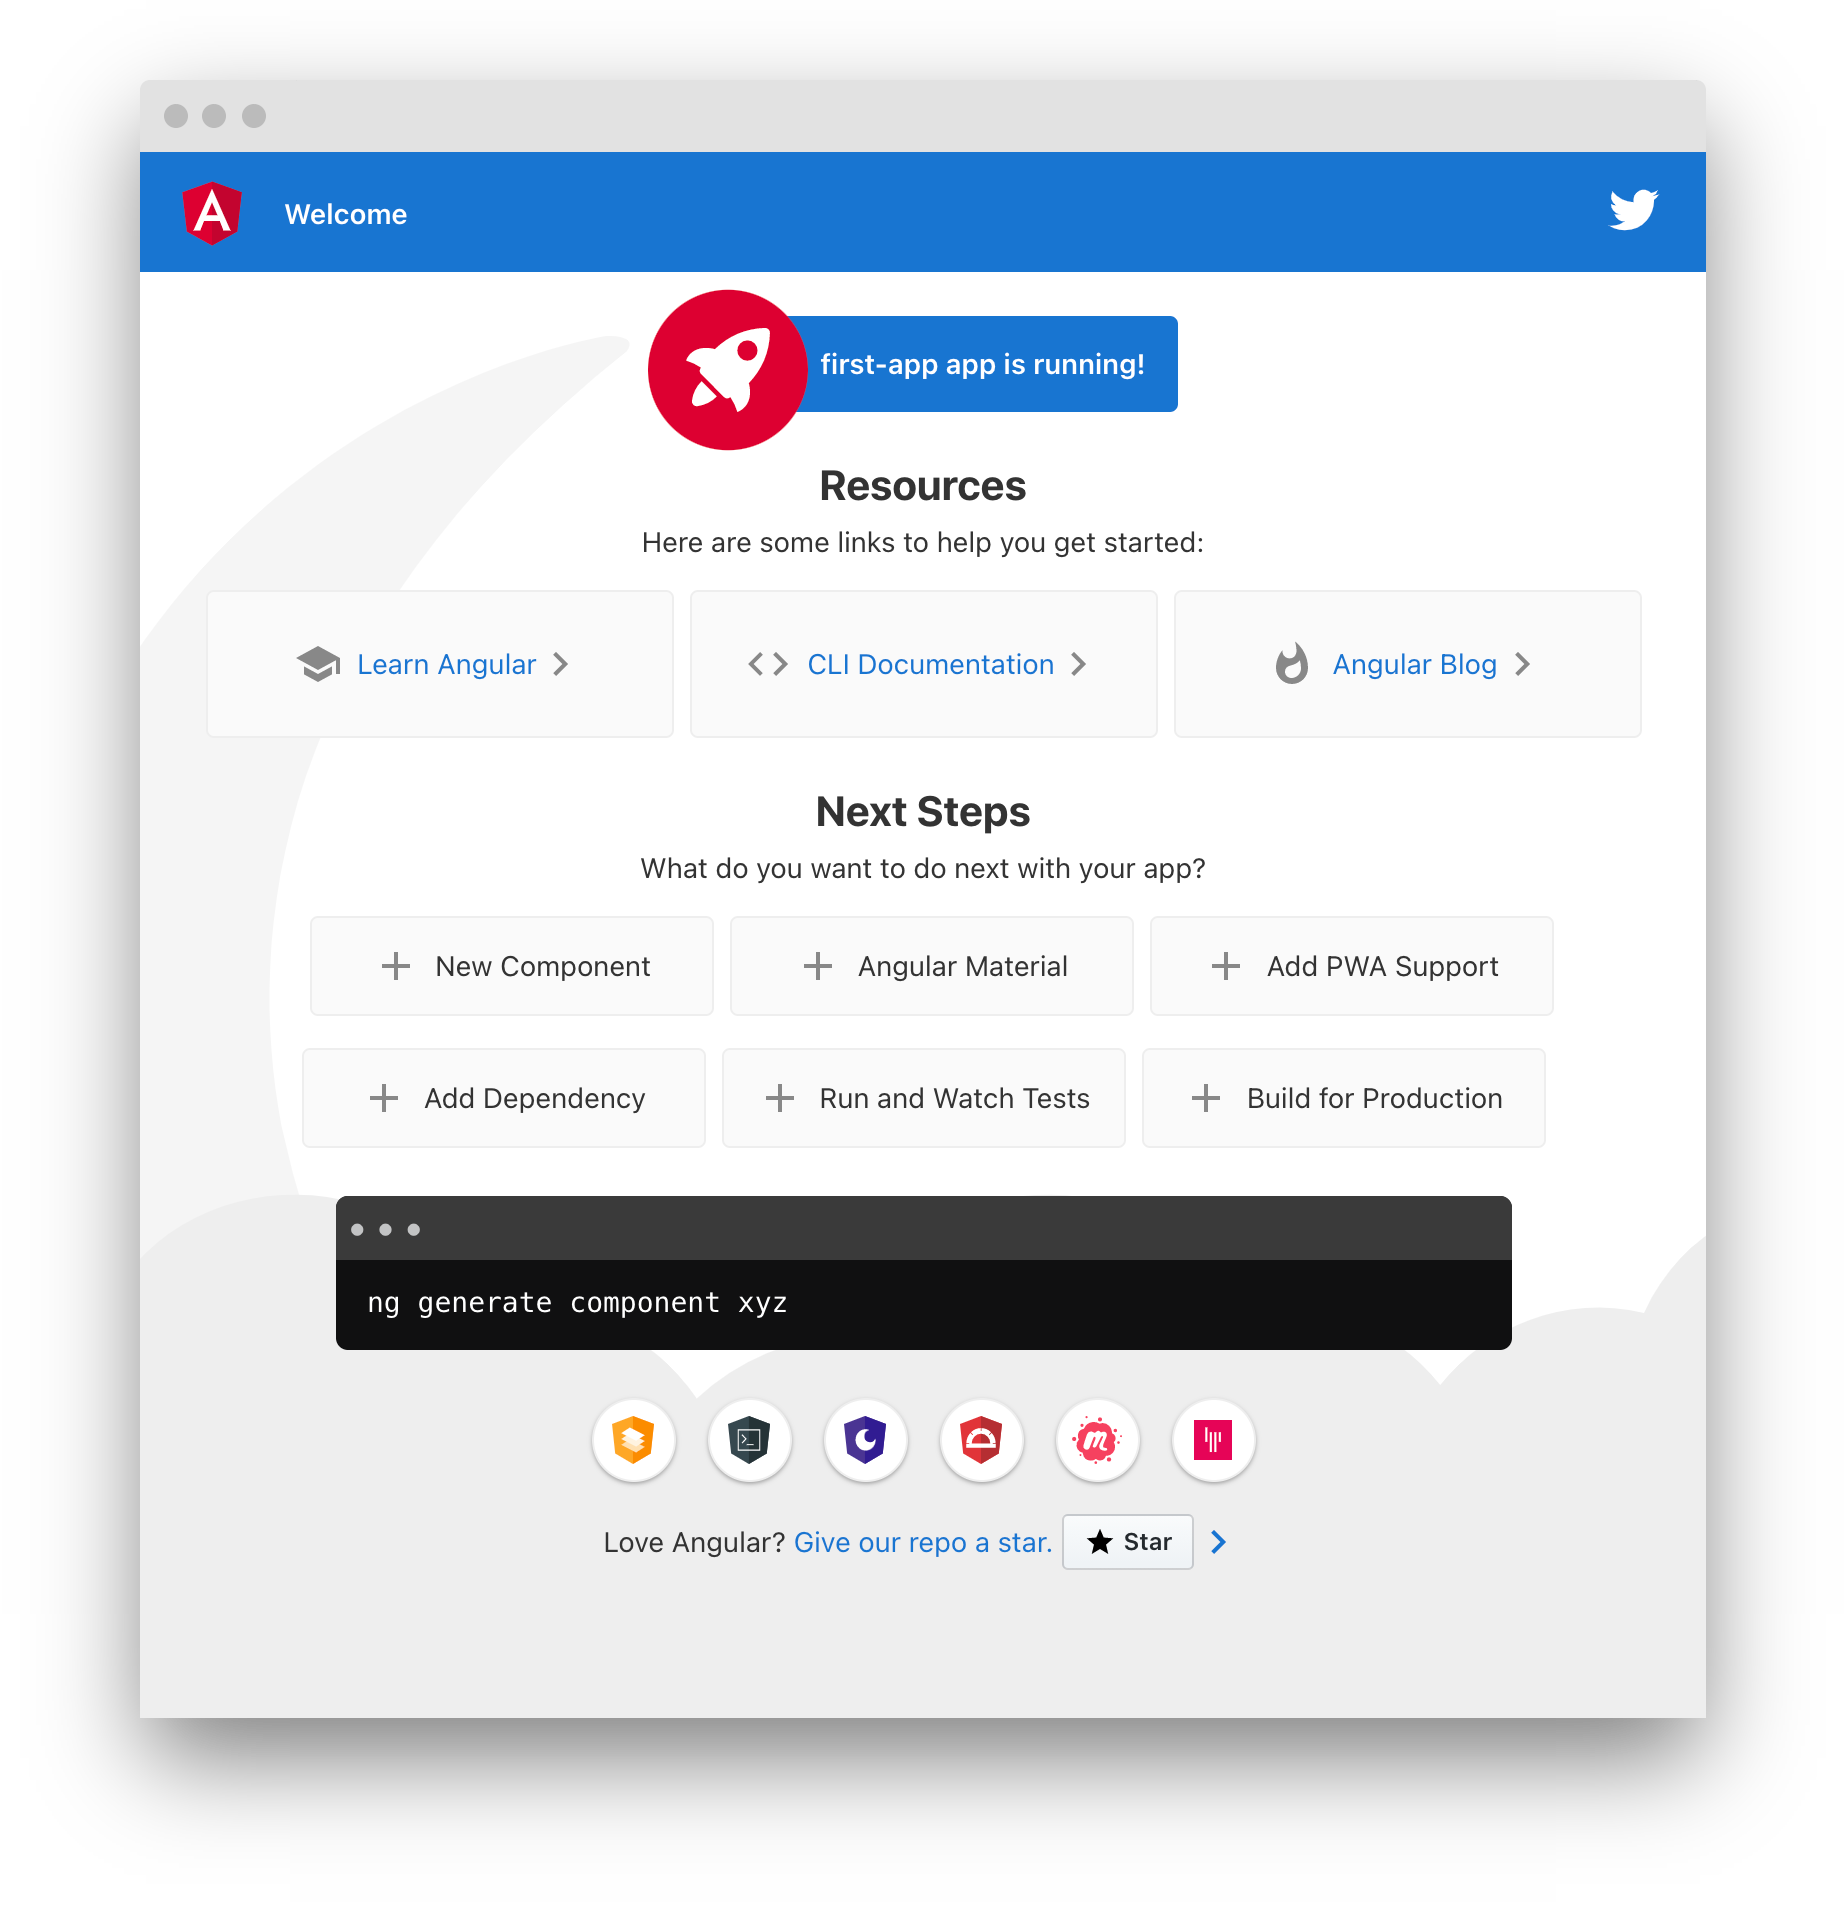 Welcome
first-app app is running!
Resources
Here are some links to help you get started:
Learn Angular
CLI Documentation
Angular Blog
Next Steps
What do you want to do next with your app?
New Component
Angular Material
Add PWA Support
Add Dependency
Run and Watch Tests
Build for Production
ng generate component xyz
Love Angular? Give our repo a star. Star